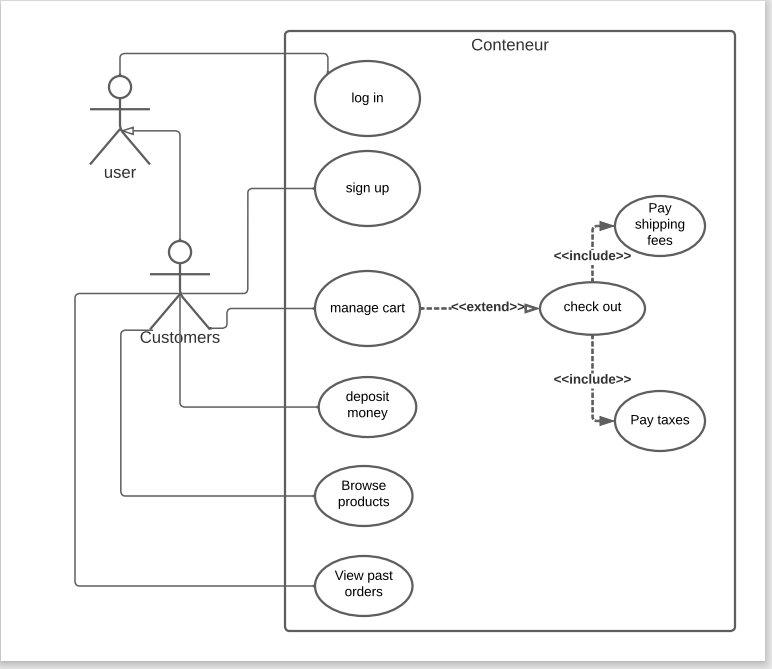 Conteneur
log in
user
sign up
Pay
shipping
fees
<<include>>
Customers
manage cart
<<extend>>
check out
<<include>>
deposit
money
Pay taxes
Browse
products
View past
orders